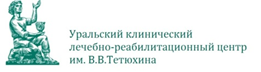 Уральский клинический
лечебно-реабилитационный центр
им. В.В.Тетюхина